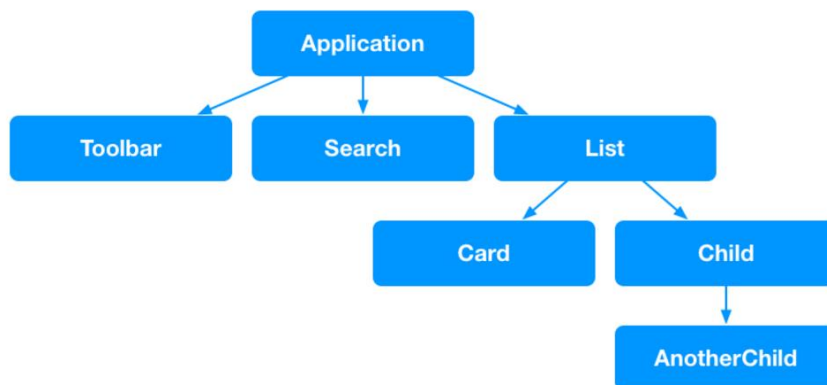 Application
Toolbar
Search
List
Card
Child
AnotherChild